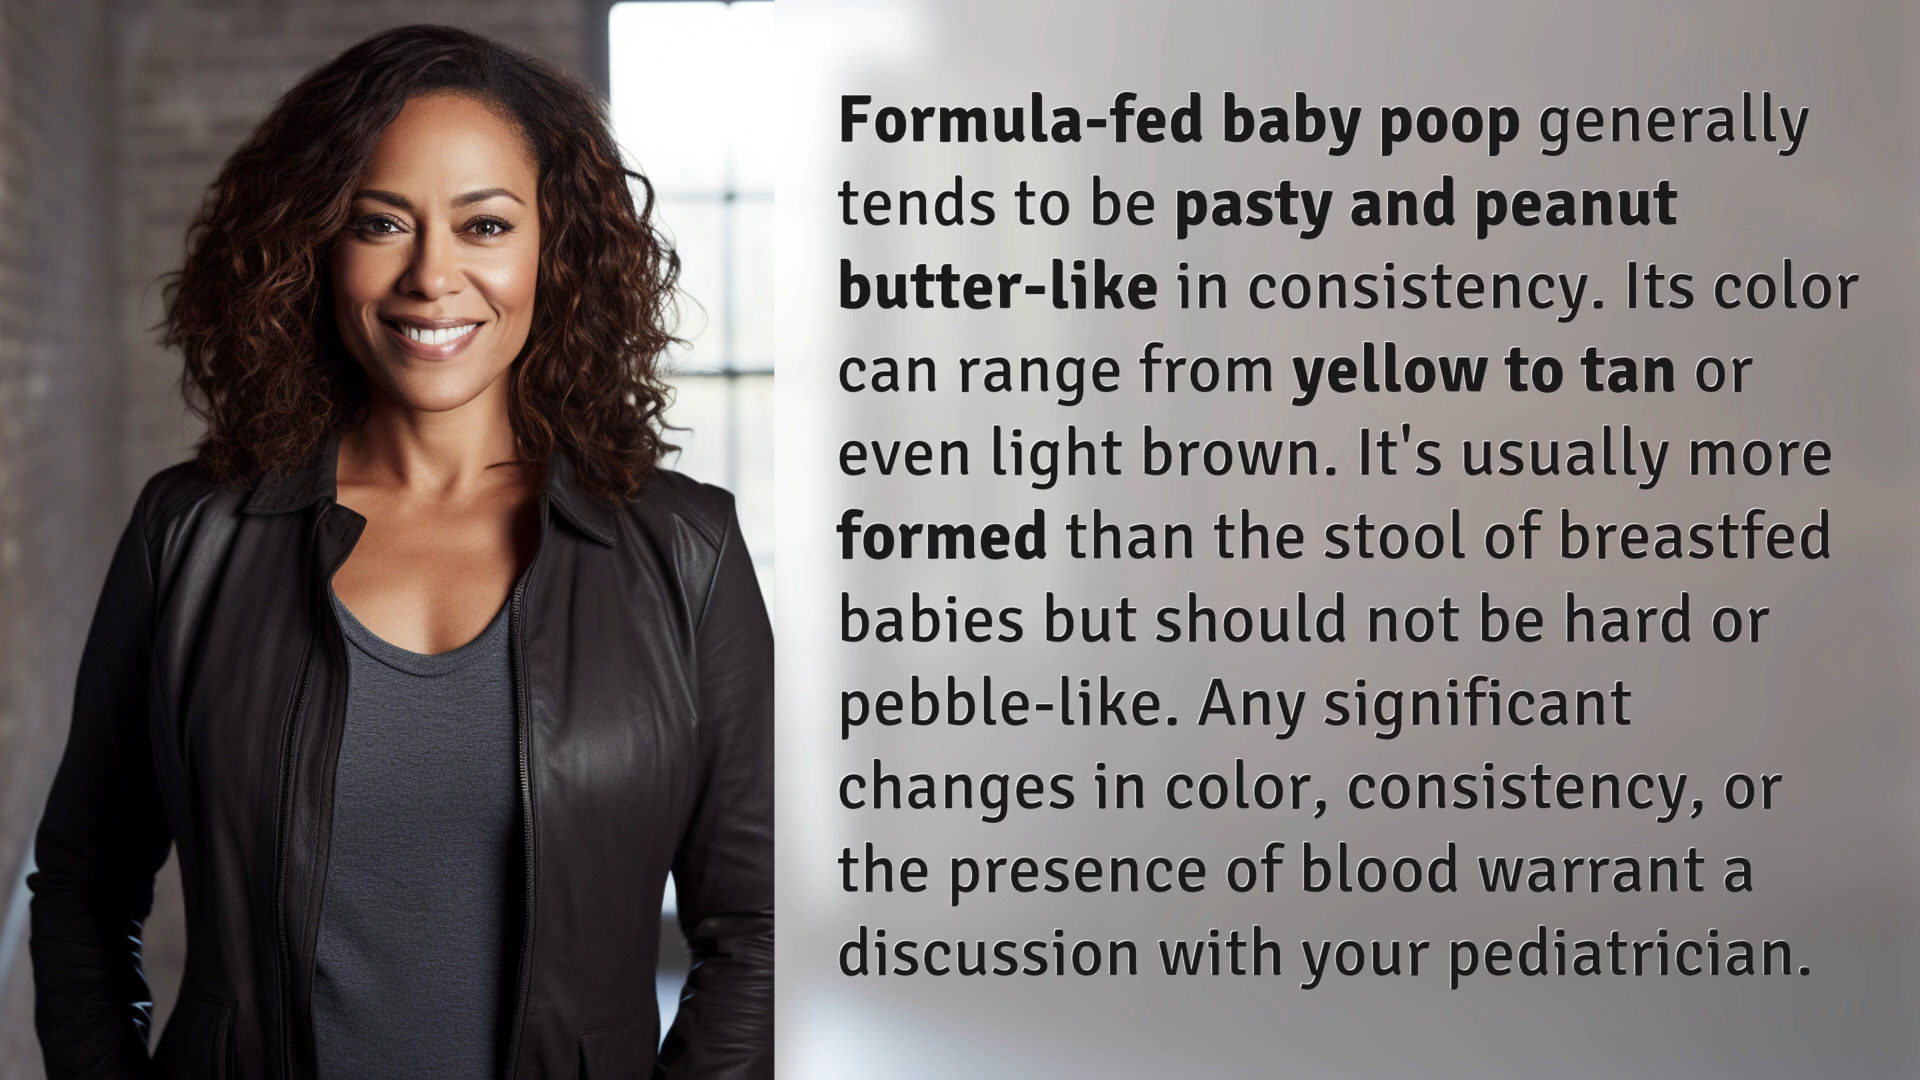 Formula-fed baby poop generally
tends to be pasty and peanut
butter-like in consistency. Its color
can range from yellow to tan or
even light brown. It's usually more
formed than the stool of breastfed
babies but should not be hard or
pebble-like. Any significant
changes in color, consistency, or
the presence of blood warrant a
discussion with your pediatrician.